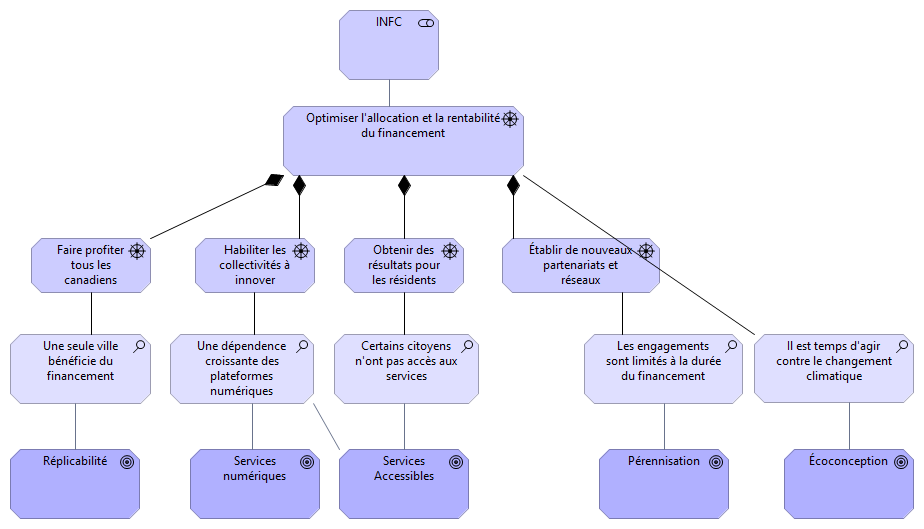 INFC
Optimiser l'allocation et la rentabilité
du financement
Faire profiter
tous les
canadiens
Habiliter les
collectivités à
innover
Obtenir des
résultats pour
les résidents
Établir de nouveaux
partenariats et
réseaux
Une seule ville
bénéficie du
financement
Une dépendence
croissante des
plateformes
numériques
Certains citoyens
n'ont pas accès aux
services
Les engagements
sont limités à la durée
du financement
Il est temps d'agir
contre le changement
climatique
Réplicabilité
Services
numériques
Services
Accessibles
Pérennisation
Écoconception